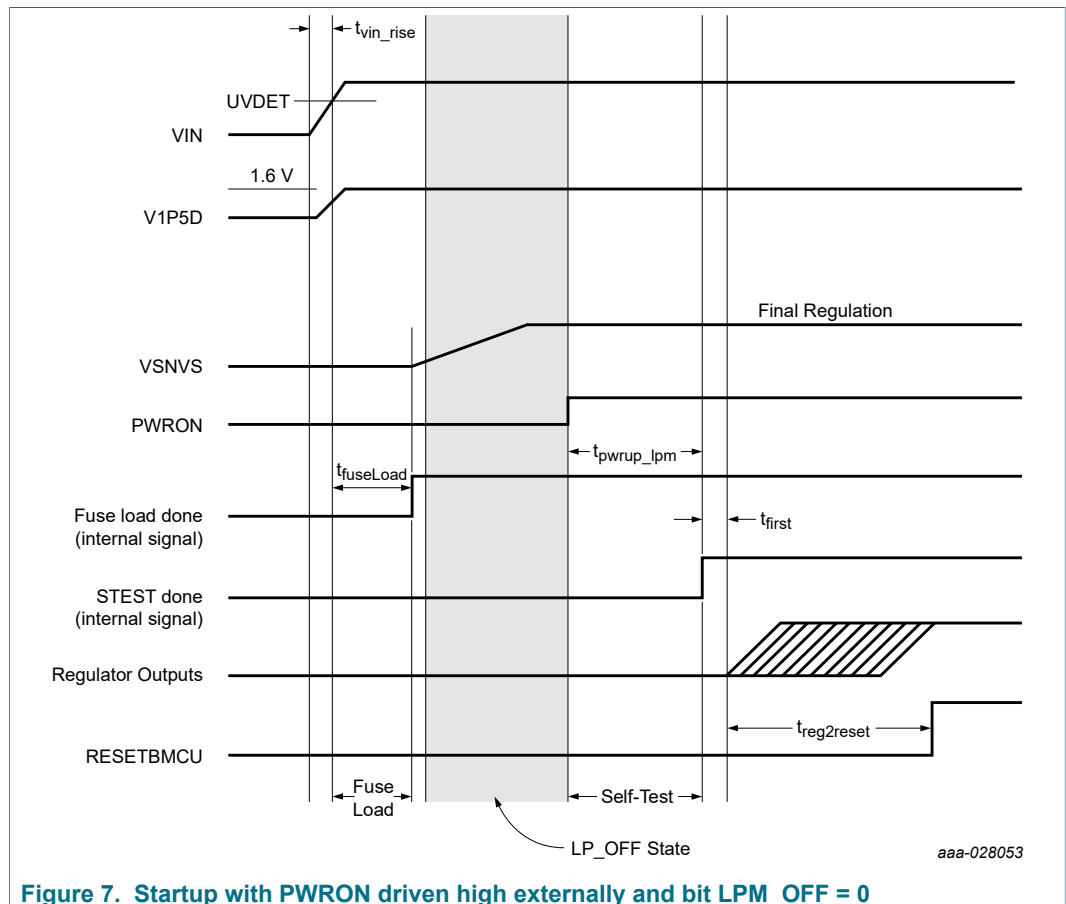 tvin_rise
UVDET
VIN
1.6 V
V1P5D
Final Regulation
VSNVS
PWRON
tpwrup_lpm
tfuseLoad
Fuse load done
(internal signal)
tfirst
STEST done
(internal signal)
Regulator Outputs
treg2reset
RESETBMCU
Fuse
Load
Self-Test
LP_OFF State
aaa-028053
Figure 7. Startup with PWRON driven high externally and bit LPM_OFF = 0